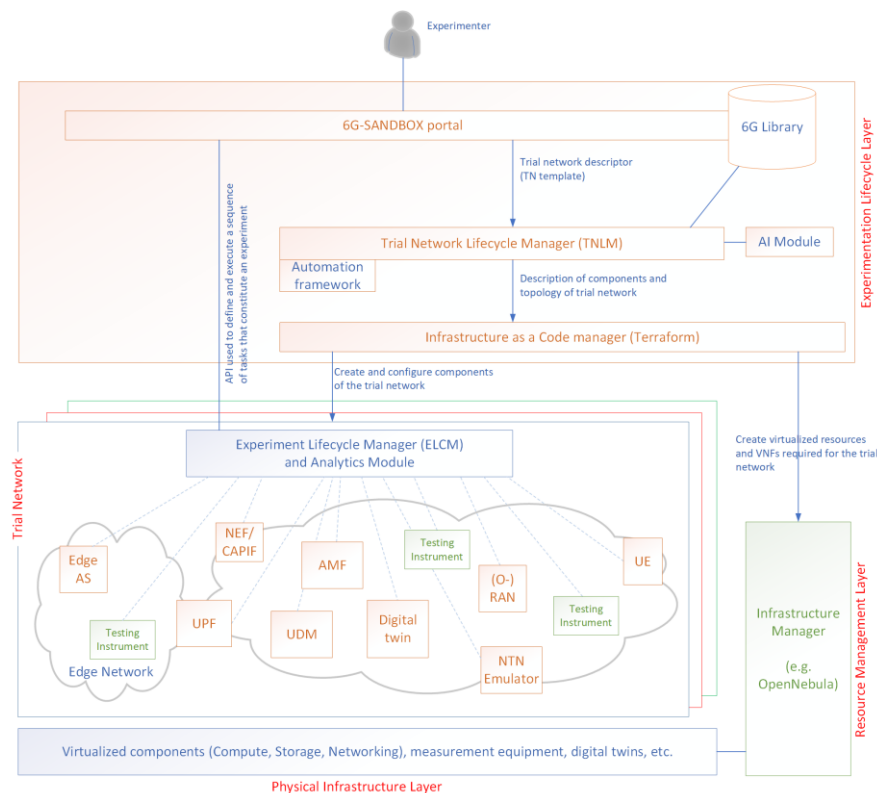 Experimenter
6G-SANDBOX portal
6G Library
Trial network descriptor
(TN template)
Experimentation Lifecycle Layer
Trial Network Lifecycle Manager (TNLM)
AI Module
Automation
framework
Description of components and
topology of trial network
API used to define and execute a sequence
of tasks that constitute an experiment
Infrastructure as a Code manager (Terraform)
Create and configure components
of the trial network
Create virtualized resources
and VNFs required for the trial
network
Trial Network
Experiment Lifecycle Manager (ELCM)
and Analytics Module
NEF/
CAPIF
Edge
AS
AMF
Testing
Instrument
UE
(O-)
RAN
Testing
Instrument
UPF
UDM
Digital
twin
Testing
Instrument
Edge Network
NTN
Emulator
Infrastructure
Manager
(e.g.
OpenNebula)
Resource Management Layer
Virtualized components (Compute, Storage, Networking), measurement equipment, digital twins, etc.
Physical Infrastructure Layer